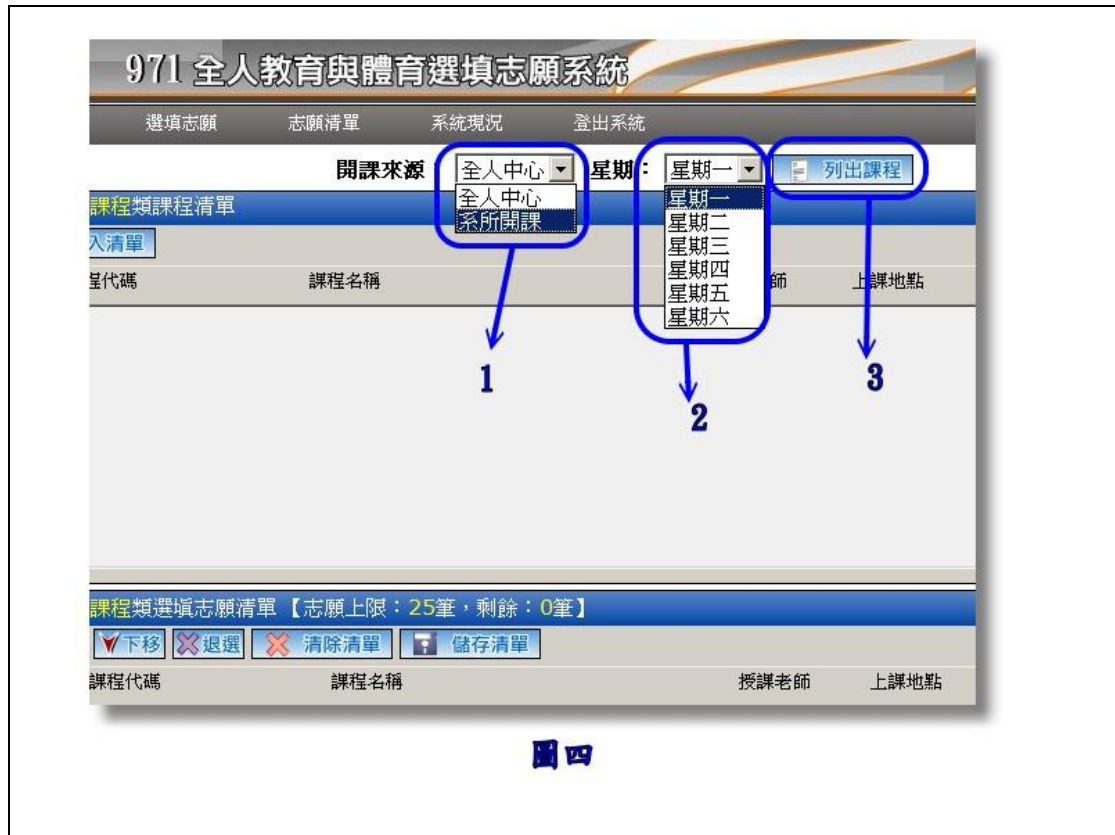 971 全人教育與體育選填志願系統
選填志願 志願清單 系統現況 登出系統
開課來源： 全人中心 星期： 星期一 列出課程
全人中心
系所開課
星期一
星期二
星期三
星期四
星期五
星期六
課程類課程清單
入清單
程代碼 課程名稱 師 上課地點
1
2
3
課程類選填志願清單【志願上限：25筆，剩餘：0筆】
下移 退選 清除清單 儲存清單
課程代碼 課程名稱 授課老師 上課地點
圖四